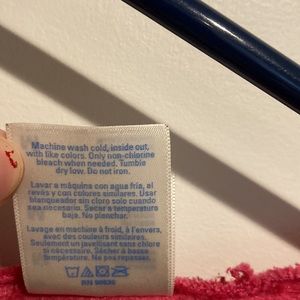 Machine wash cold, inside out,
with like colors. Only non-chlorine
bleach when needed. Tumble
dry low. Do not iron.
Lavar a máquina con agua fría, al
revés y con colores similares. Usar
blanqueador sin cloro solo cuando
sea necesario. Secar a temperatura
baja. No planchar.
Lavage en machine à froid, à l'envers,
avec des couleurs similaires.
Seulement un javellisant sans chlore
si nécessaire. Sécher à basse
température. Ne pas repasser.
RN